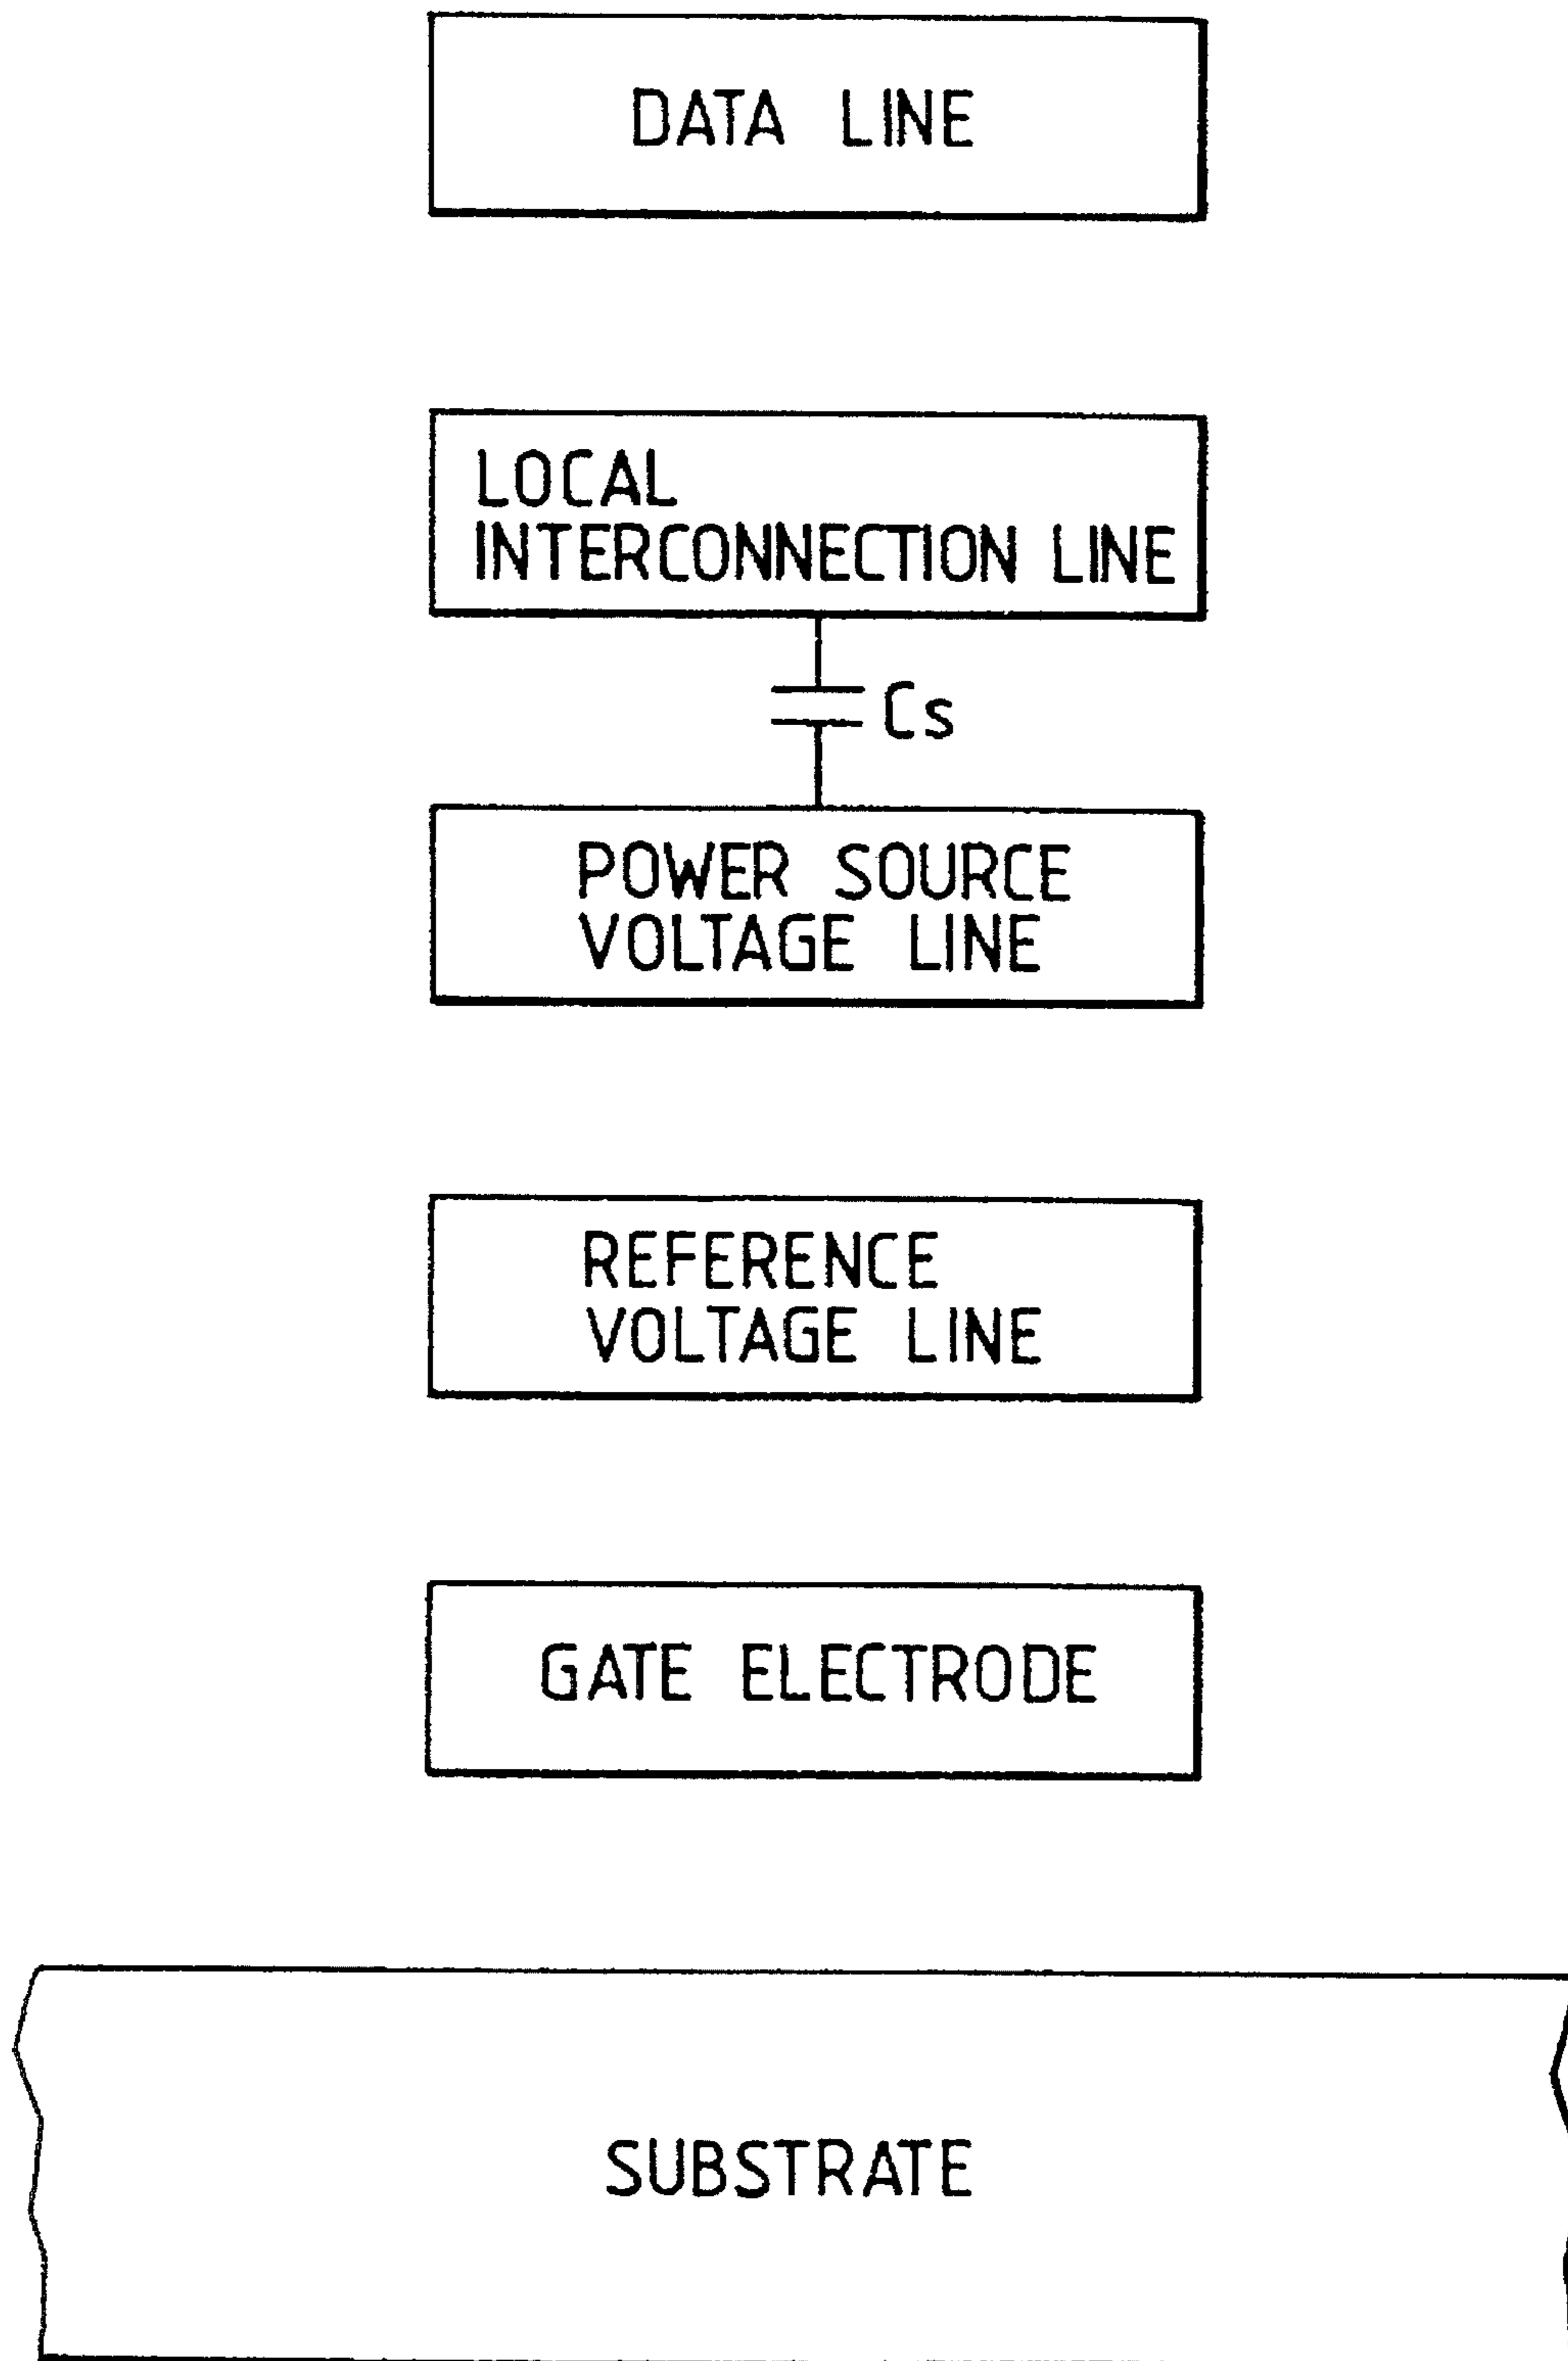 DATA LINE
LOCAL
INTERCONNECTION LINE
Cs
POWER SOURCE
VOLTAGE LINE
REFERENCE
VOLTAGE LINE
GATE ELECTRODE
SUBSTRATE